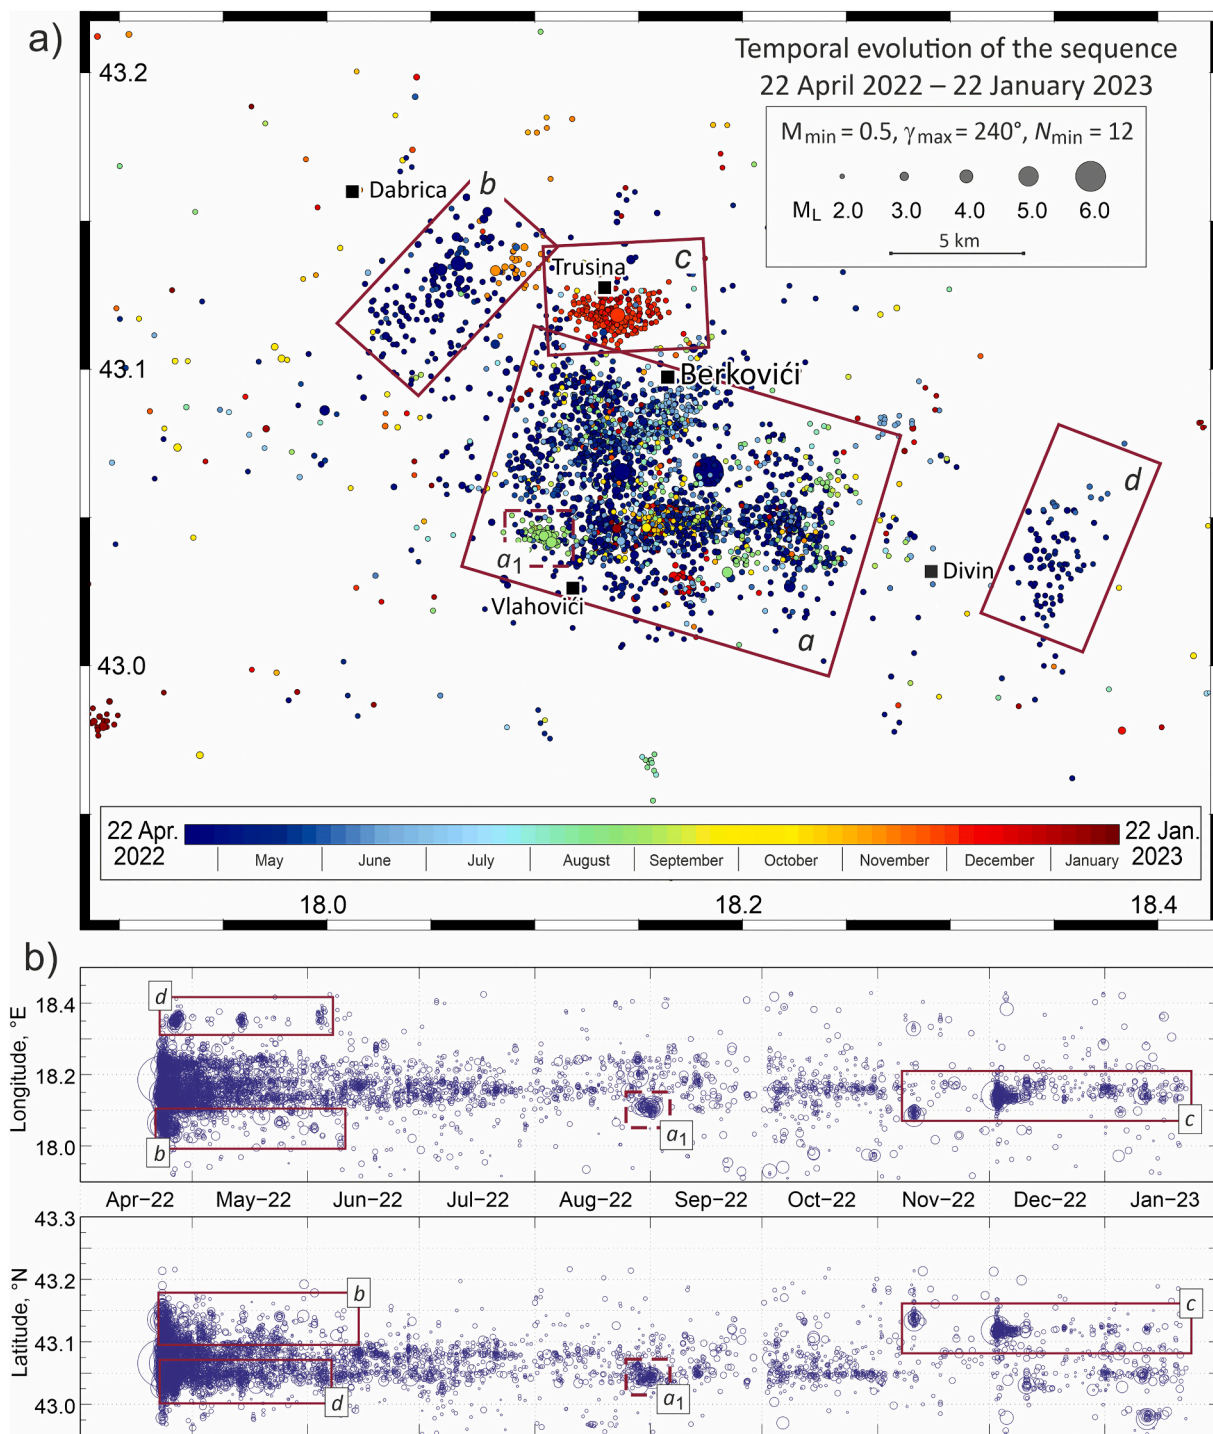 a)
Temporal evolution of the sequence
22 April 2022 – 22 January 2023
M min = 0.5, γ max = 240°, N min = 12
M L 2.0 3.0 4.0 5.0 6.0
5 km
43.2
43.1
43.0
Dabrica
b
Trusina
c
Berkovići
d
a1
Divin
Vlahovići
a
22 Apr. 2022
22 Jan. 2023
May June July August September October November December January
18.0 18.2 18.4
b)
Longitude, °E
18.4
18.2
18.0
d
b
a1
c
Apr–22 May–22 Jun–22 Jul–22 Aug–22 Sep–22 Oct–22 Nov–22 Dec–22 Jan–23
Latitude, °N
43.3
43.2
43.1
43.0
b
d
a1
c